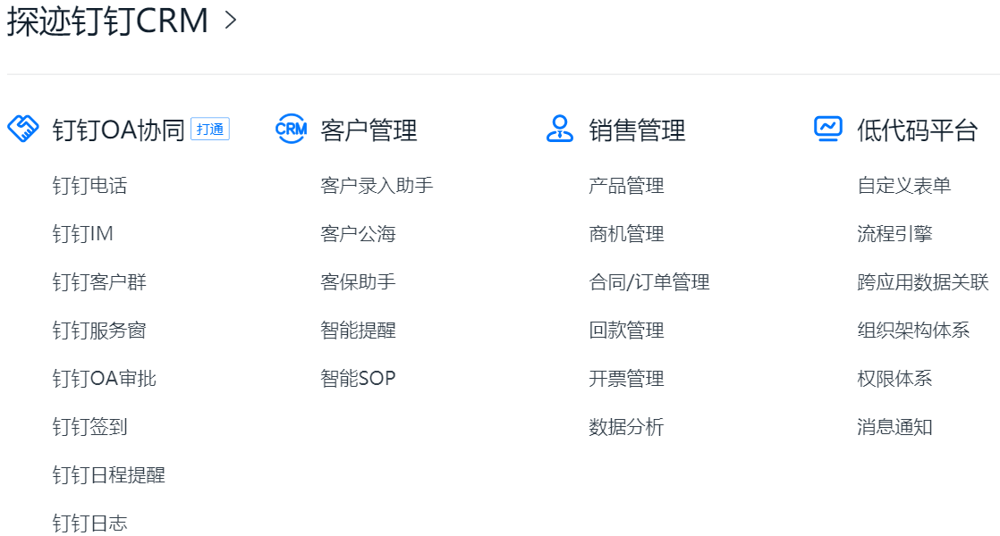 探迹钉钉CRM >
钉钉OA协同 打通
钉钉电话
钉钉IM
钉钉客户群
钉钉服务窗
钉钉OA审批
钉钉签到
钉钉日程提醒
钉钉日志
CRM 客户管理
客户录入助手
客户公海
客保助手
智能提醒
智能SOP
销售管理
产品管理
商机管理
合同/订单管理
回款管理
开票管理
数据分析
低代码平台
自定义表单
流程引擎
跨应用数据关联
组织架构体系
权限体系
消息通知